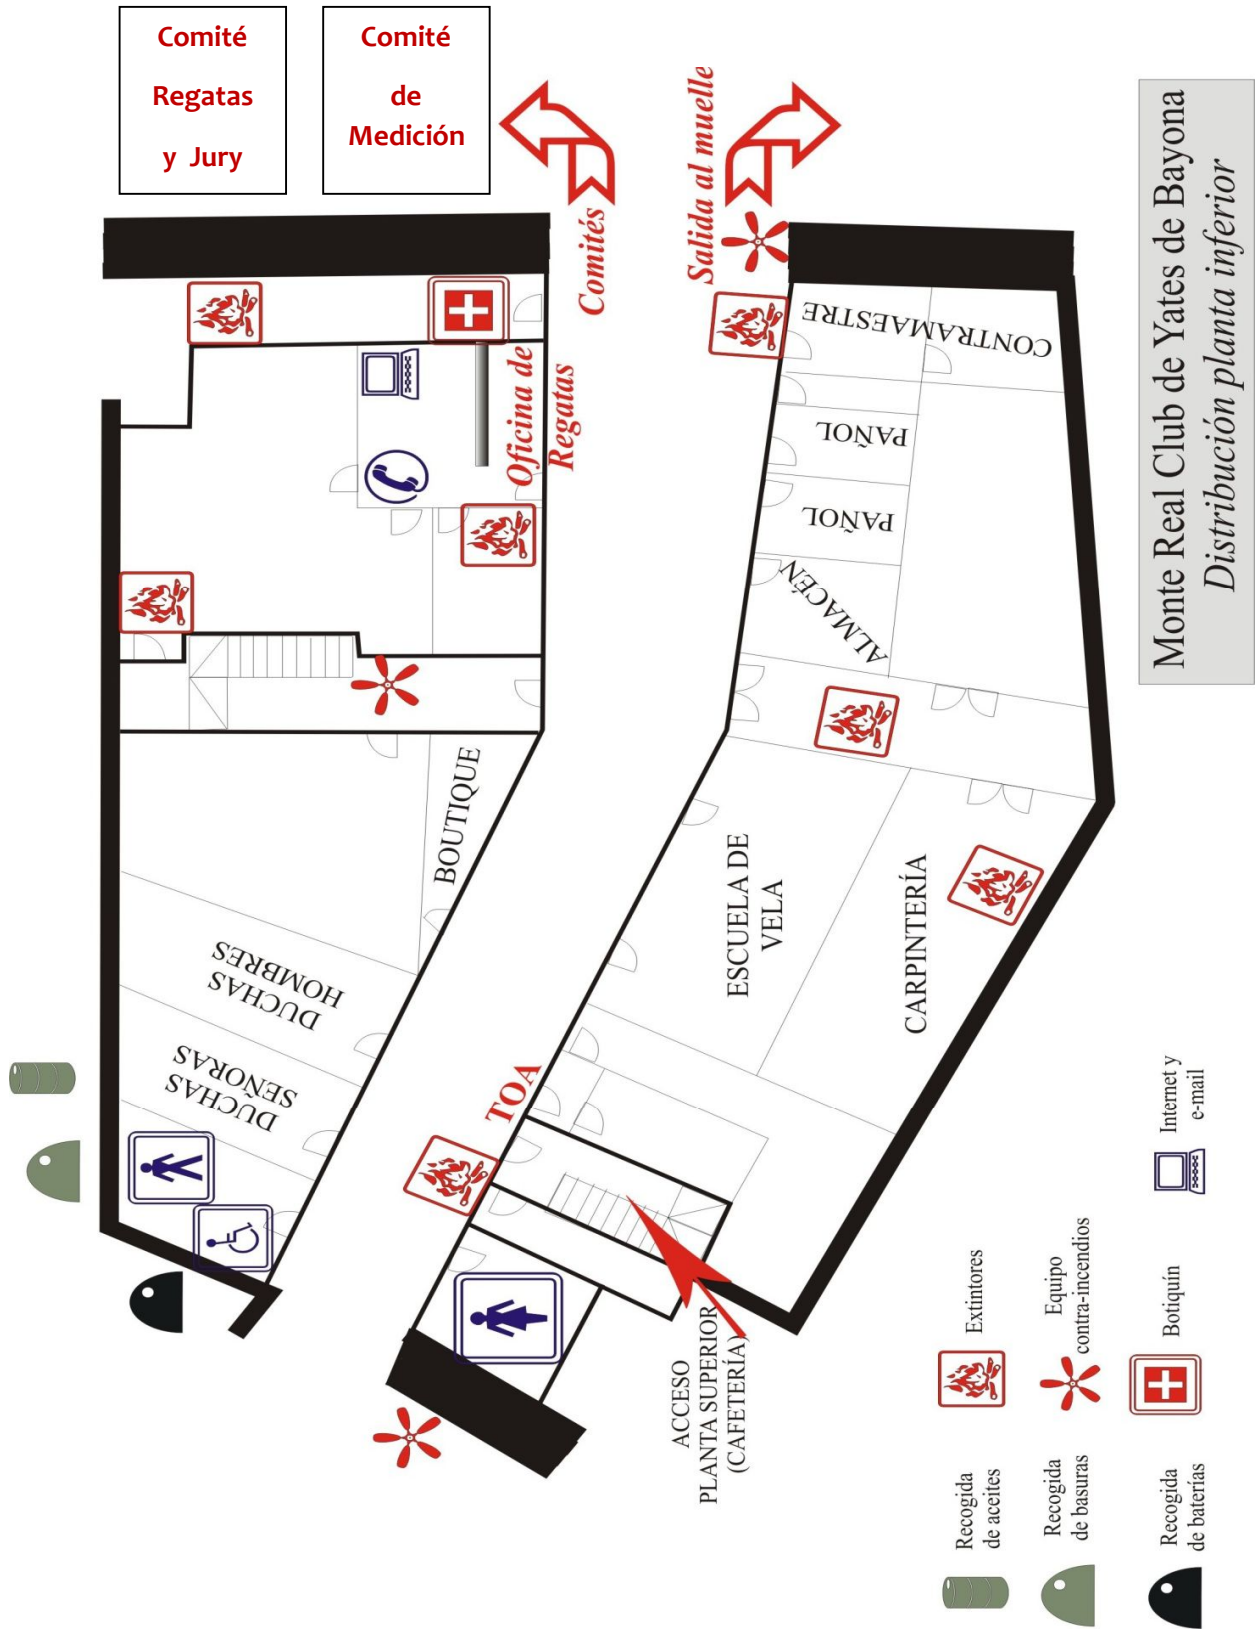 Comité
Regatas
y Jury
Comité
de
Medición
Comités
Salida al muelle
Oficina de
Regatas
CONTRAMAESTRE
PAÑOL
PAÑOL
ALMACÉN
BOUTIQUE
DUCHAS
HOMBRES
DUCHAS
SEÑORAS
TOA
ESCUELA DE
VELA
CARPINTERÍA
ACCESO
PLANTA SUPERIOR
(CAFETERÍA)
Monte Real Club de Yates de Bayona
Distribución planta inferior
Recogida
de aceites
Extintores
Recogida
de basuras
Equipo
contra-incendios
Recogida
de baterías
Botiquín
Internet y
e-mail